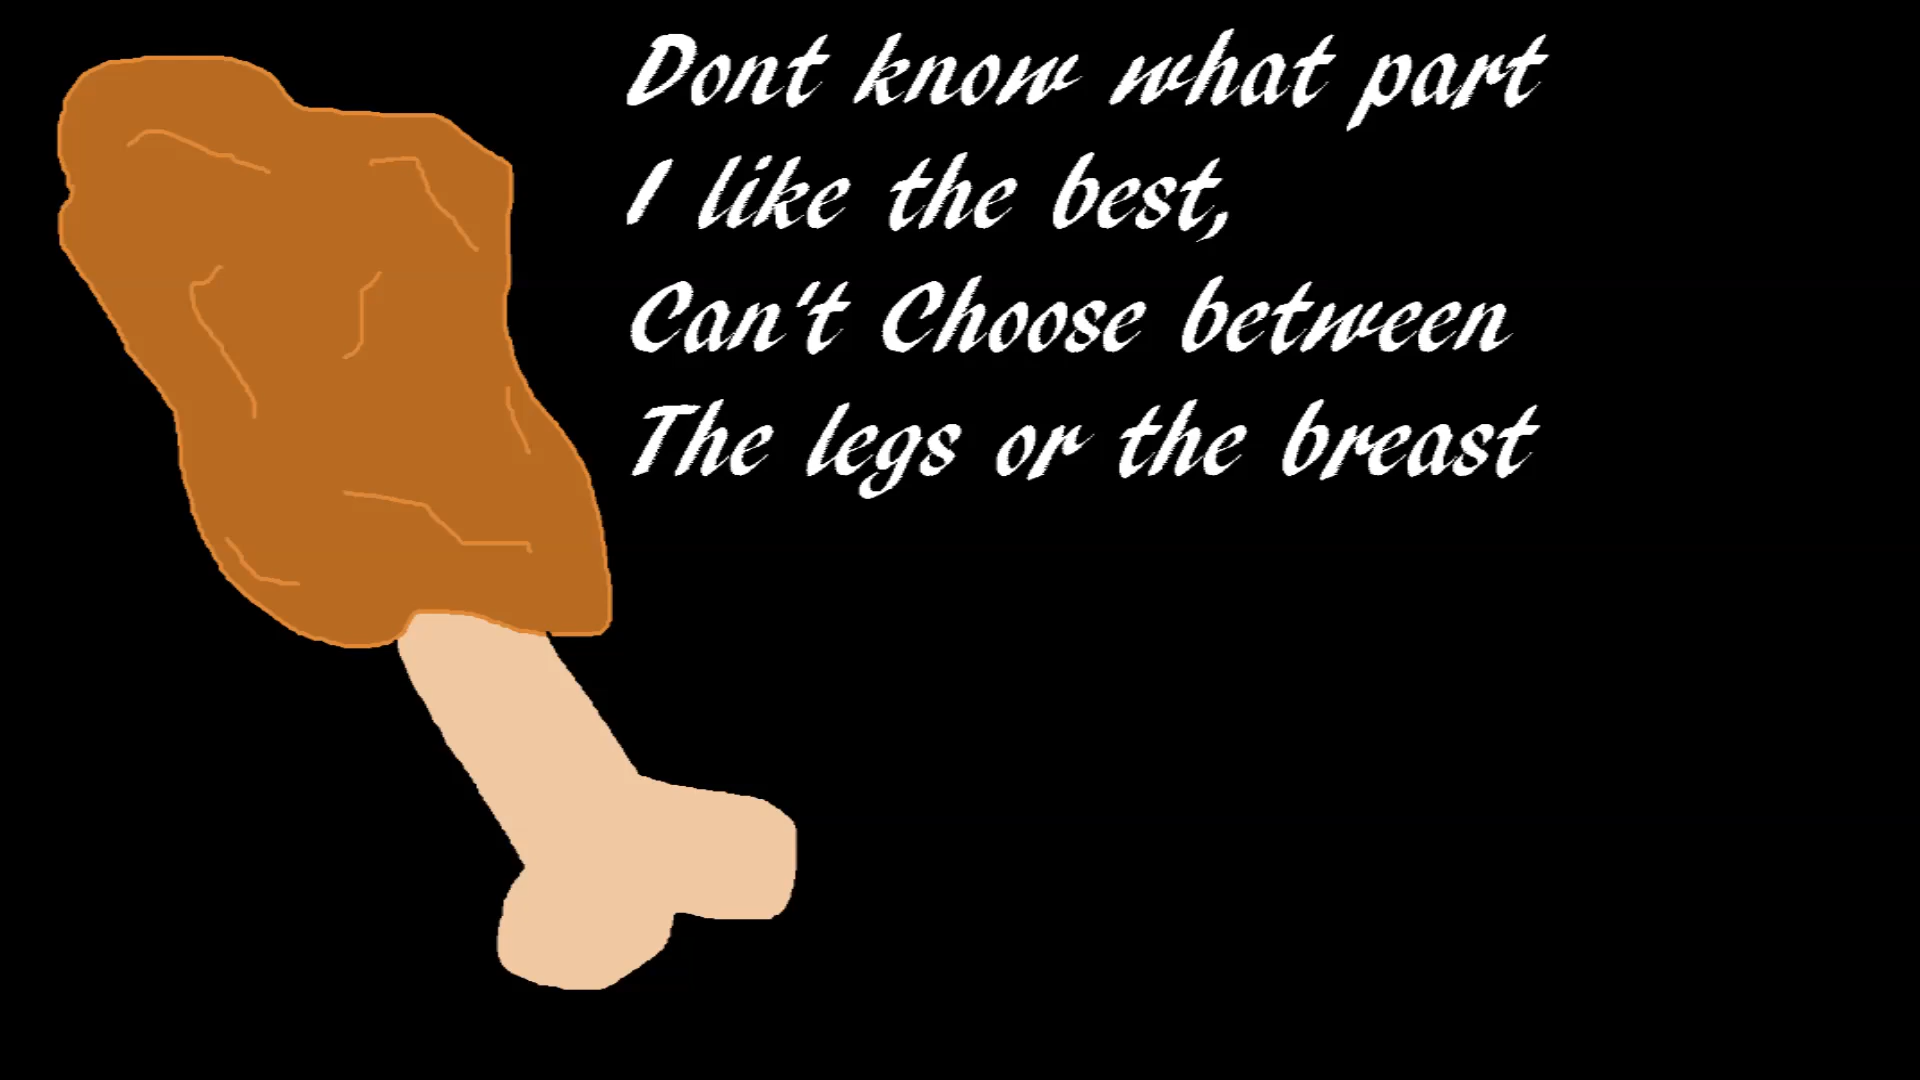 Dont know what part
I like the best,
Can't Choose between
The legs or the breast